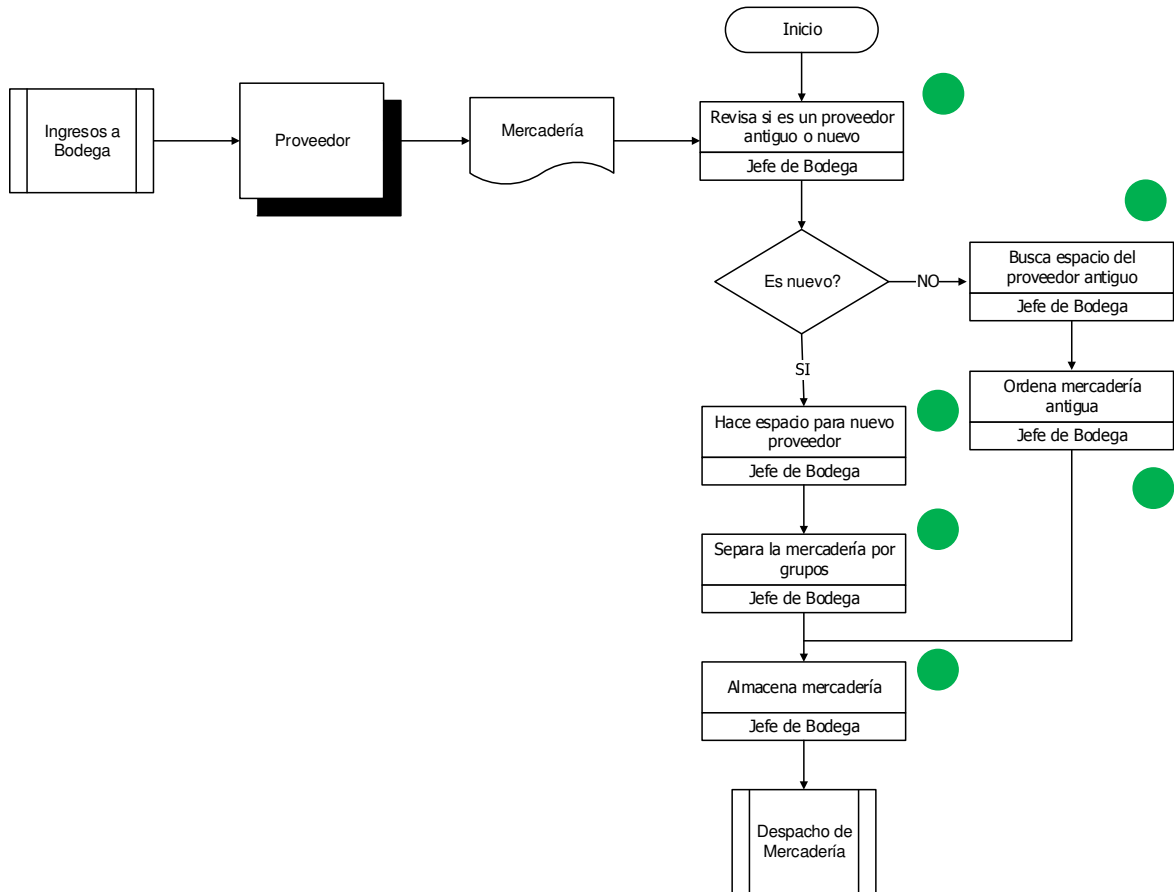 Inicio
Ingresos a
Bodega
Proveedor
Mercadería
Revisa si es un proveedor
antiguo o nuevo
Jefe de Bodega
Es nuevo?
NO
Busca espacio del
proveedor antiguo
Jefe de Bodega
SI
Ordena mercadería
antigua
Jefe de Bodega
Hace espacio para nuevo
proveedor
Jefe de Bodega
Separa la mercadería por
grupos
Jefe de Bodega
Almacena mercadería
Jefe de Bodega
Despacho de
Mercadería